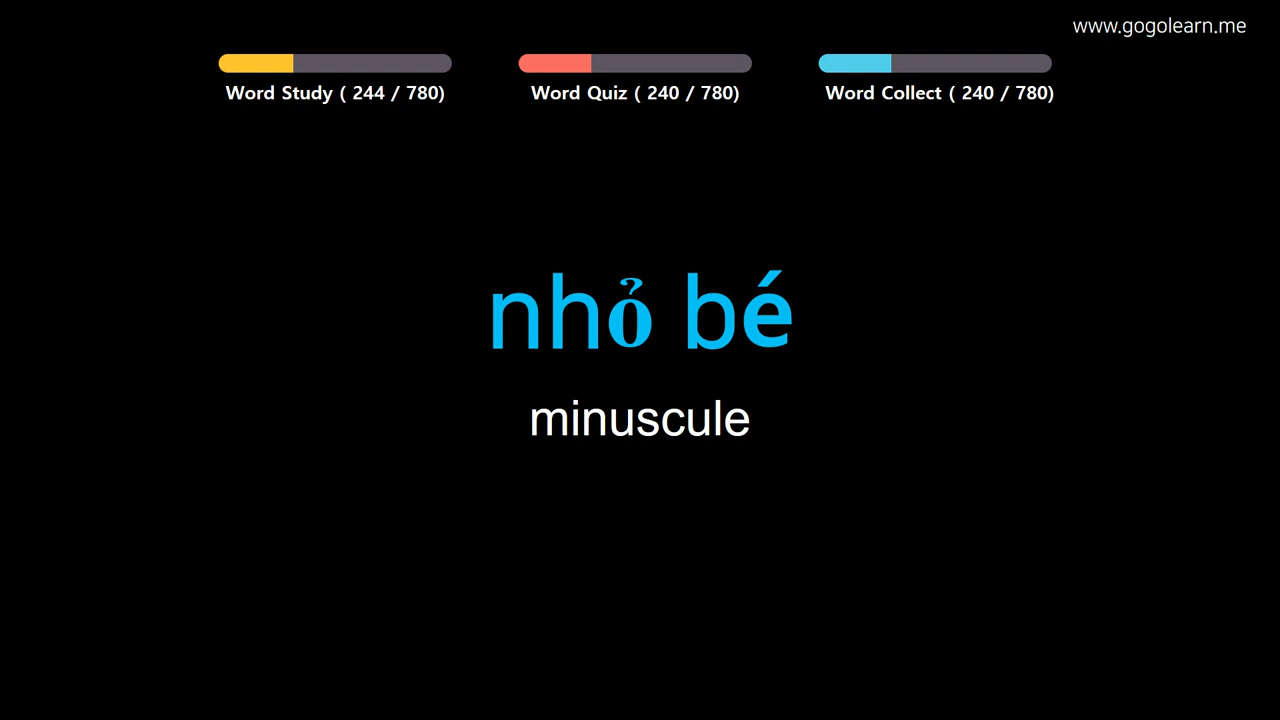 www.gogolearn.me
Word Study ( 244 / 780)
Word Quiz ( 240 / 780)
Word Collect ( 240 / 780)
nhỏ bé
minuscule